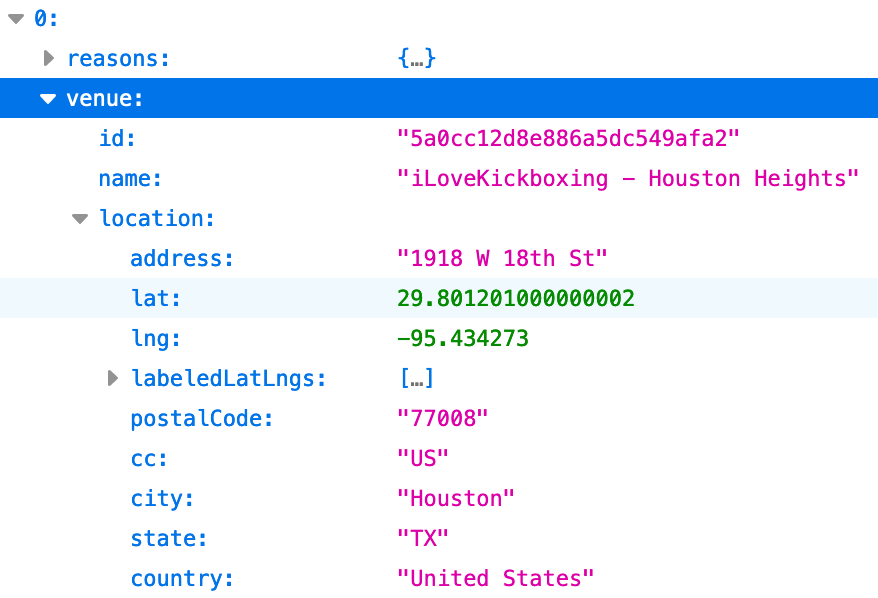 0:
reasons: {…}
venue:
id: "5a0cc12d8e886a5dc549afa2"
name: "iLoveKickboxing - Houston Heights"
location:
address: "1918 W 18th St"
lat: 29.801201000000002
lng: -95.434273
labeledLatLngs: […]
postalCode: "77008"
cc: "US"
city: "Houston"
state: "TX"
country: "United States"